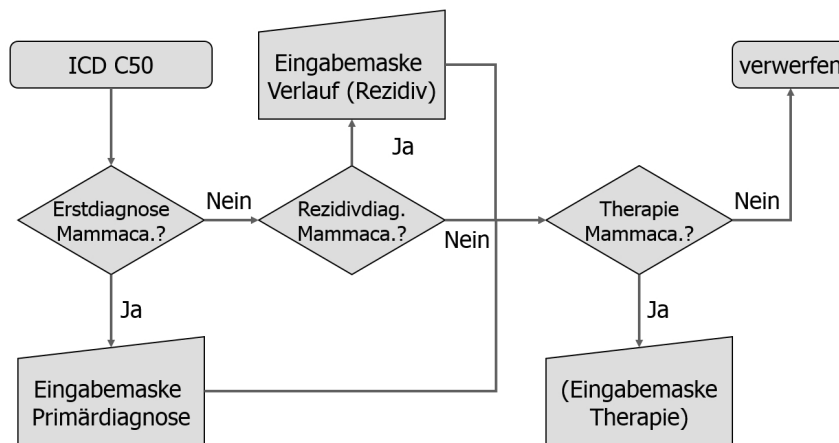 ICD C50
Eingabemaske
Verlauf (Rezidiv)
verwerfen
Ja
Erstdiagnose
Mammaca.?
Nein
Rezidivdiag.
Mammaca.?
Nein
Therapie
Mammaca.?
Nein
Ja
Ja
Eingabemaske
Primärdiagnose
(Eingabemaske
Therapie)